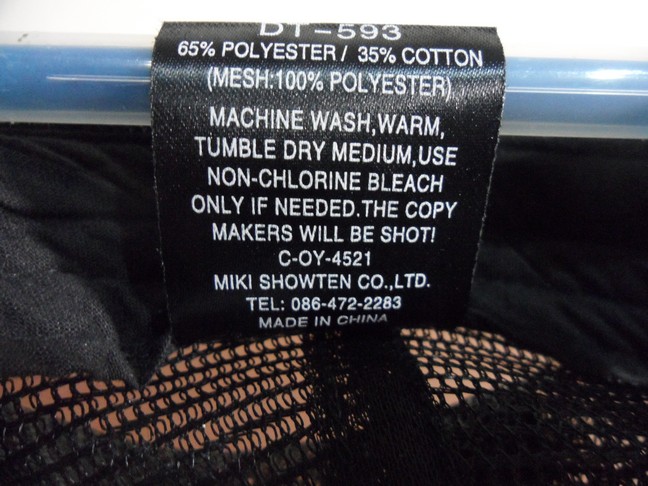 DT-593
65% POLYESTER/ 35% COTTON
(MESH:100% POLYESTER)
MACHINE WASH,WARM,
TUMBLE DRY MEDIUM,USE
NON-CHLORINE BLEACH
ONLY IF NEEDED.THE COPY
MAKERS WILL BE SHOT!
C-OY-4521
MIKI SHOWTEN CO.,LTD.
TEL: 086-472-2283
MADE IN CHINA